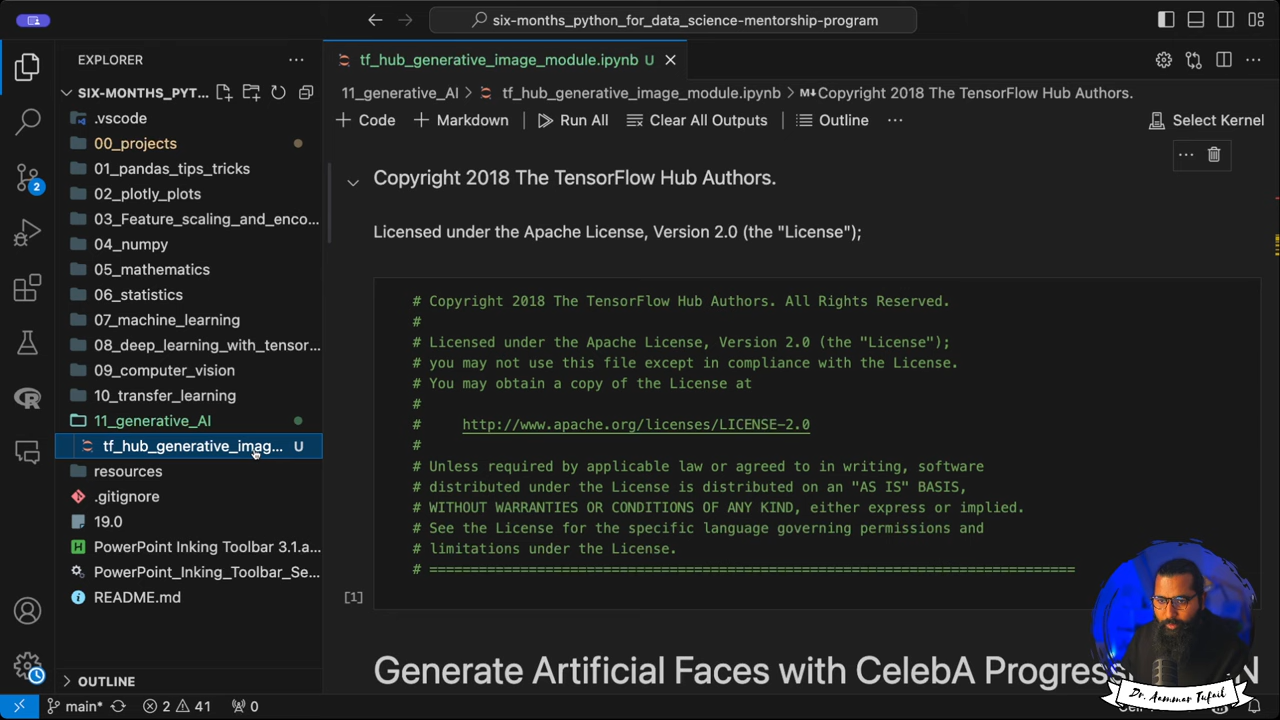 six-months_python_for_data_science-mentorship-program
EXPLORER
SIX-MONTHS_PYT...
.vscode
00_projects
01_pandas_tips_tricks
02_plotly_plots
03_Feature_scaling_and_enco...
04_numpy
05_mathematics
06_statistics
07_machine_learning
08_deep_learning_with_tensor...
09_computer_vision
10_transfer_learning
11_generative_AI
tf_hub_generative_imag... U
resources
.gitignore
19.0
PowerPoint Inking Toolbar 3.1.a...
PowerPoint_Inking_Toolbar_Se...
README.md
OUTLINE
2
tf_hub_generative_image_module.ipynb U
11_generative_AI > tf_hub_generative_image_module.ipynb > M↓Copyright 2018 The TensorFlow Hub Authors.
+ Code + Markdown Run All Clear All Outputs Outline ... Select Kernel
Copyright 2018 The TensorFlow Hub Authors.
Licensed under the Apache License, Version 2.0 (the "License");
# Copyright 2018 The TensorFlow Hub Authors. All Rights Reserved.
#
# Licensed under the Apache License, Version 2.0 (the "License");
# you may not use this file except in compliance with the License.
# You may obtain a copy of the License at
#
#     http://www.apache.org/licenses/LICENSE-2.0
#
# Unless required by applicable law or agreed to in writing, software
# distributed under the License is distributed on an "AS IS" BASIS,
# WITHOUT WARRANTIES OR CONDITIONS OF ANY KIND, either express or implied.
# See the License for the specific language governing permissions and
# limitations under the License.
# ==============================================================================
[1]
Generate Artificial Faces with CelebA Progress
Dr. Aammar Tufail
main* 2 41 0